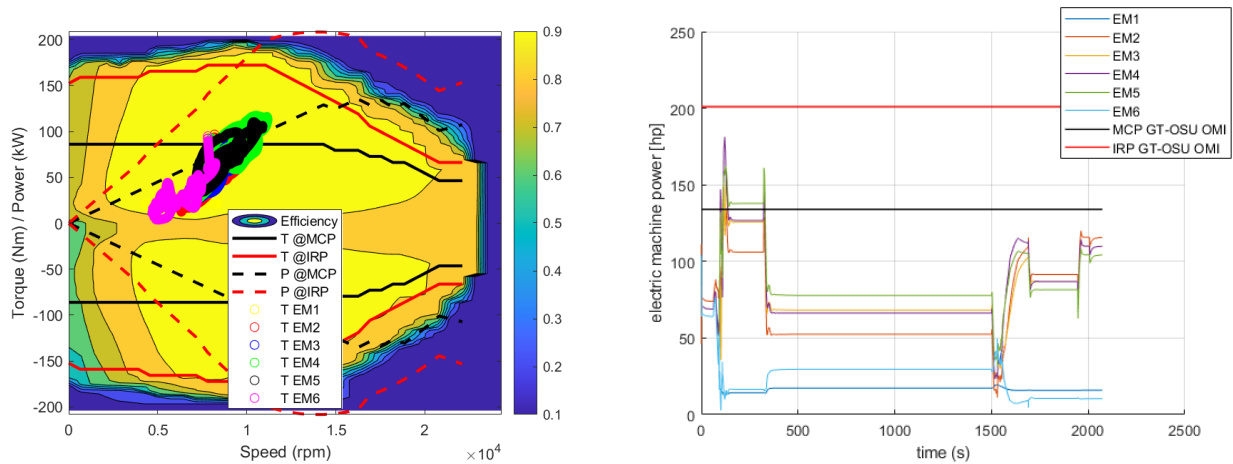 200
150
100
50
0
-50
-100
-150
-200
Torque (Nm) / Power (kW)
0
0.5
1
1.5
2
Speed (rpm)
×10⁴
Efficiency
T @MCP
T @IRP
P @MCP
P @IRP
T EM1
T EM2
T EM3
T EM4
T EM5
T EM6
0.9
0.8
0.7
0.6
0.5
0.4
0.3
0.2
0.1
250
200
150
100
50
0
electric machine power [hp]
0
500
1000
1500
2000
2500
time (s)
EM1
EM2
EM3
EM4
EM5
EM6
MCP GT-OSU OMI
IRP GT-OSU OMI